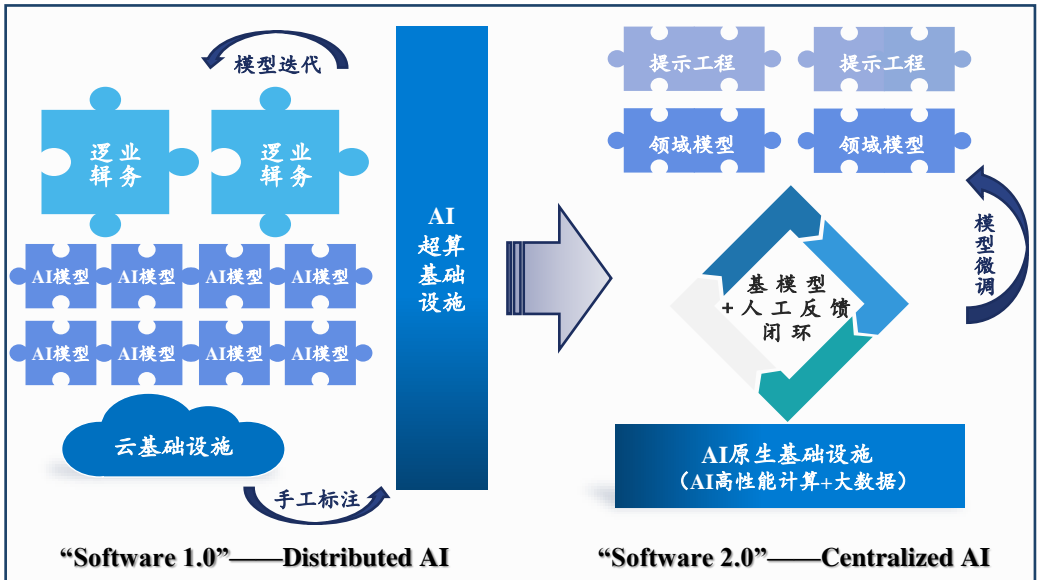 模型迭代
逻业
辑务
逻业
辑务
AI模型
AI模型
AI模型
AI模型
AI模型
AI模型
AI模型
AI模型
云基础设施
手工标注
AI
超算
基础
设施
“Software 1.0”——Distributed AI
提示工程
提示工程
领域模型
领域模型
模型微调
基模型
+人工反馈
闭环
AI原生基础设施
（AI高性能计算+大数据）
“Software 2.0”——Centralized AI